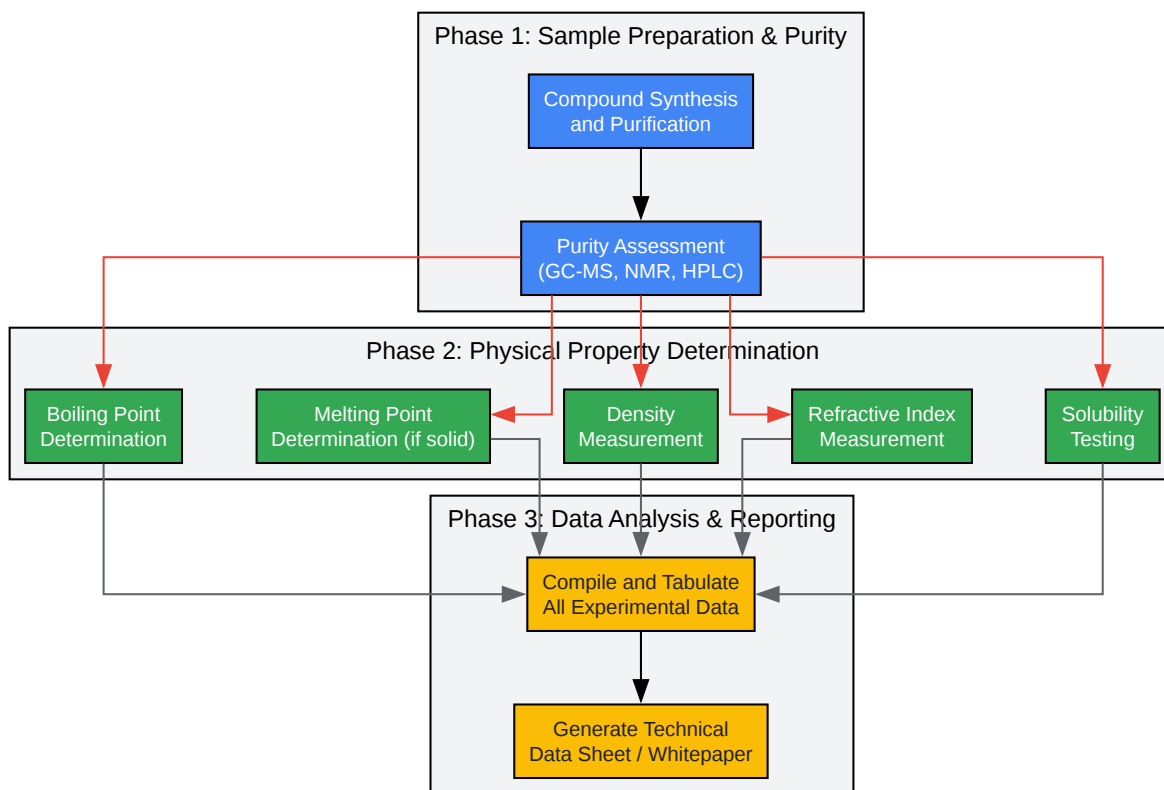 Phase 1: Sample Preparation & Purity
Compound Synthesis
and Purification
Purity Assessment
(GC-MS, NMR, HPLC)
Phase 2: Physical Property Determination
Boiling Point
Determination
Melting Point
Determination (if solid)
Density
Measurement
Refractive Index
Measurement
Solubility
Testing
Phase 3: Data Analysis & Reporting
Compile and Tabulate
All Experimental Data
Generate Technical
Data Sheet / Whitepaper